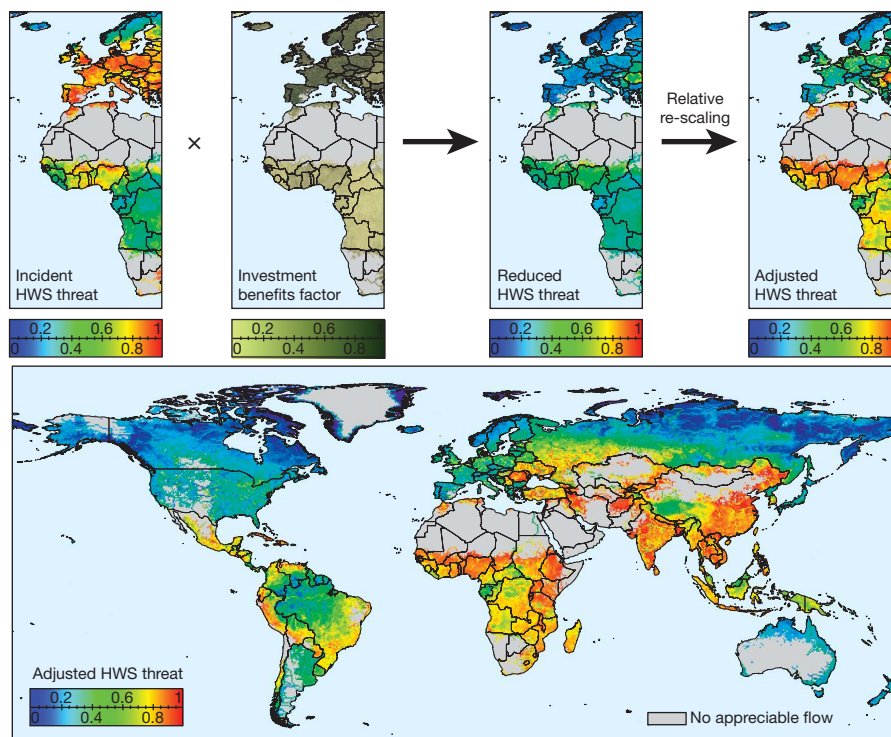 ×
Relative
re-scaling
Incident
HWS threat
Investment
benefits factor
Reduced
HWS threat
Adjusted
HWS threat
0.2 0.6 1
0 0.4 0.8
0.2 0.6
0 0.4 0.8
0.2 0.6 1
0 0.4 0.8
0.2 0.6 1
0 0.4 0.8
Adjusted HWS threat
0.2 0.6 1
0 0.4 0.8
No appreciable flow